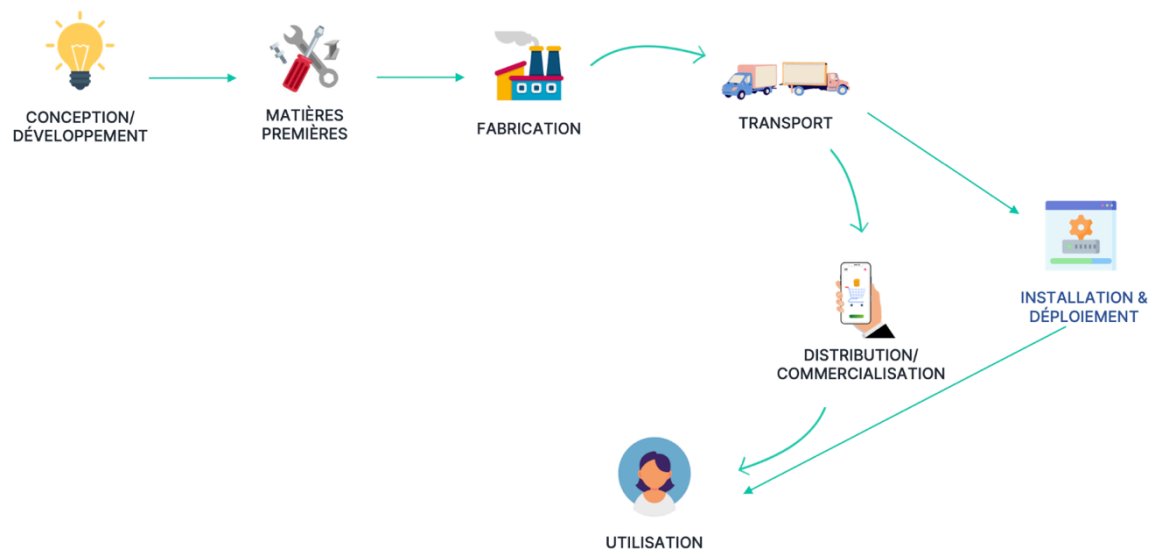 CONCEPTION/
DÉVELOPPEMENT
MATIÈRES
PREMIÈRES
FABRICATION
TRANSPORT
INSTALLATION &
DÉPLOIEMENT
DISTRIBUTION/
COMMERCIALISATION
UTILISATION